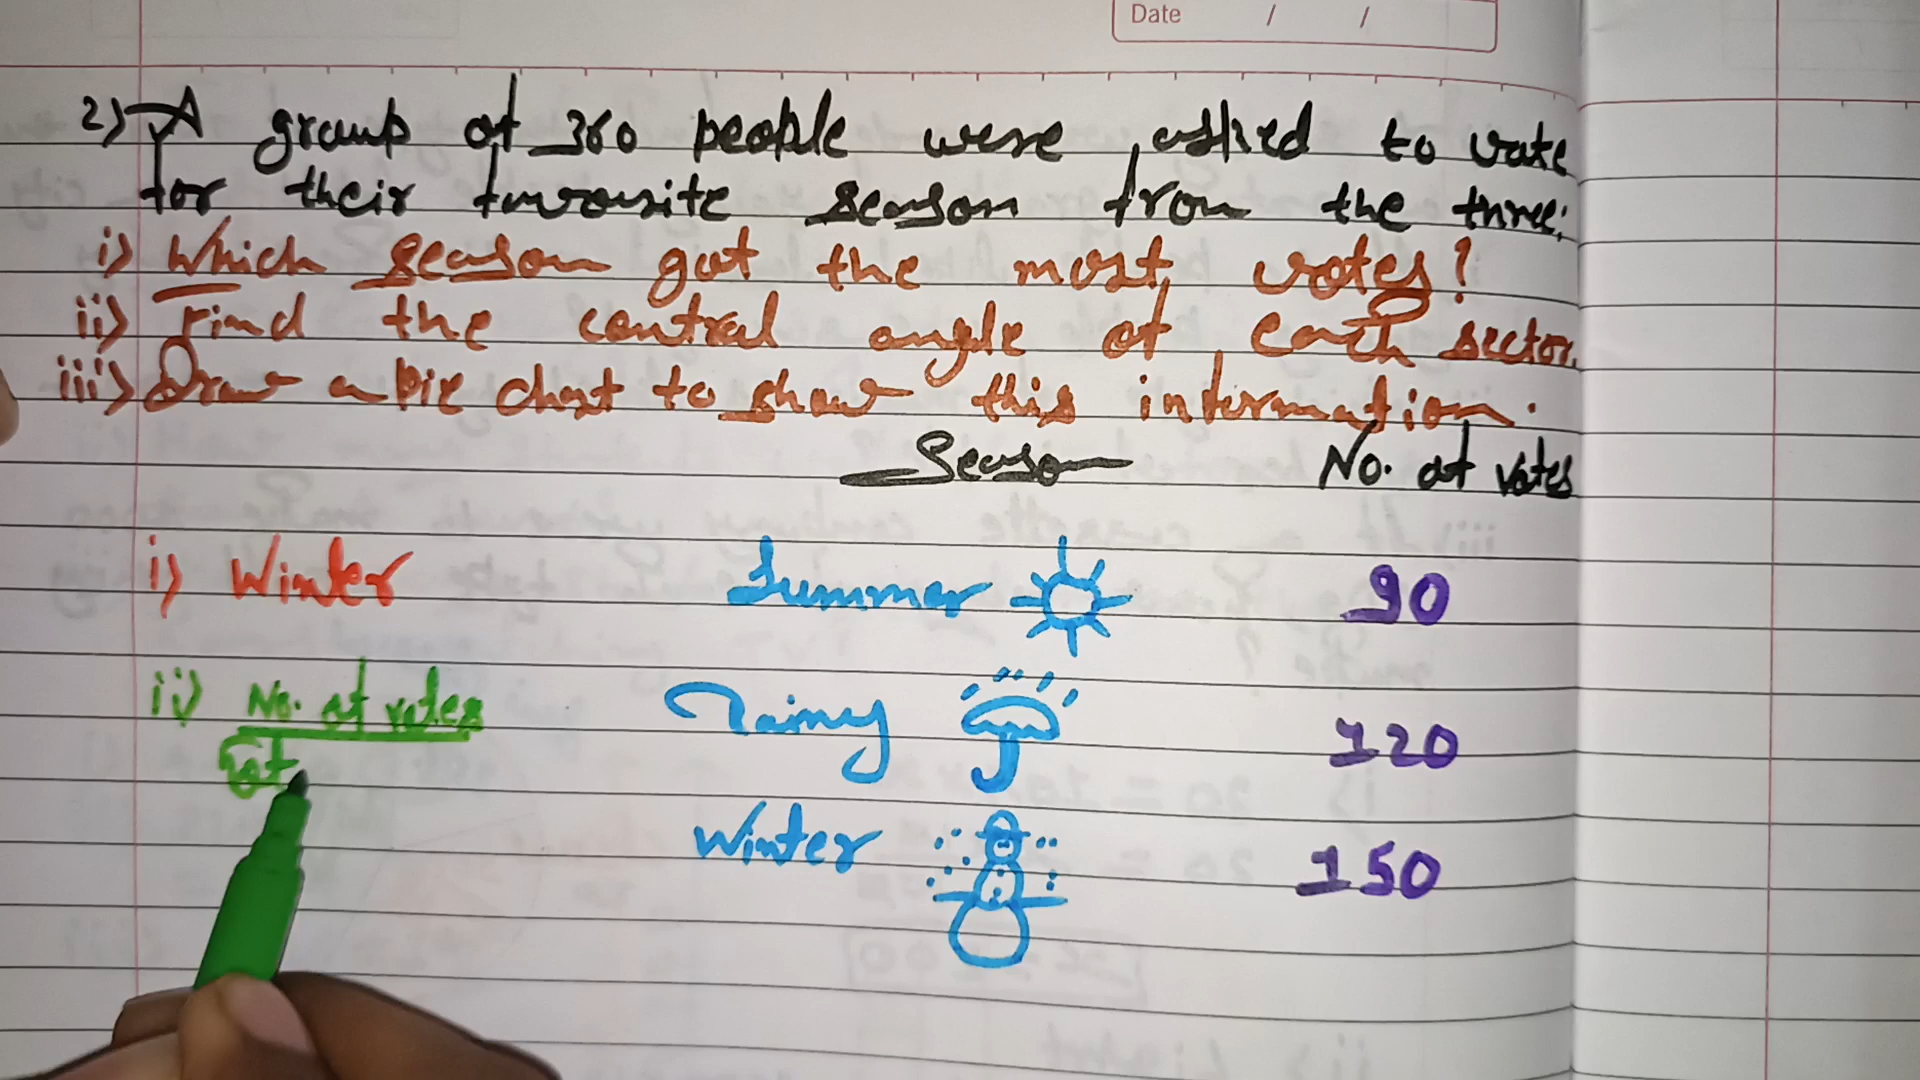 Date / /
2) A group of 360 people were asked to vote
for their favourite season from the three:
i) Which season got the most votes?
ii) Find the central angle of each sector.
iii) Draw a pie chart to show this information.
Season No. of votes
i) Winter Summer 90
ii) No. of votes Rainy 120
Tot
Winter 150